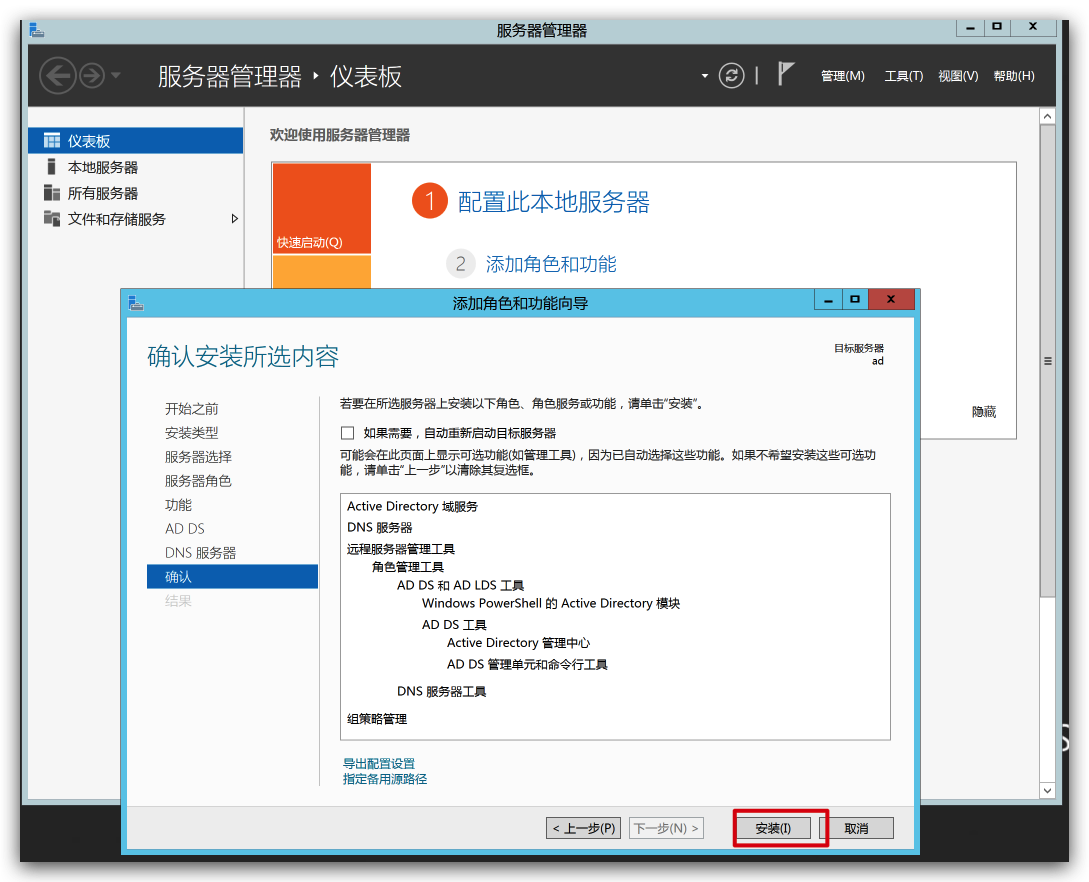 服务器管理器
服务器管理器 ‣ 仪表板
管理(M) 工具(T) 视图(V) 帮助(H)
仪表板
本地服务器
所有服务器
文件和存储服务
欢迎使用服务器管理器
快速启动(Q)
1 配置此本地服务器
2 添加角色和功能
隐藏
添加角色和功能向导
确认安装所选内容
目标服务器
ad
开始之前
安装类型
服务器选择
服务器角色
功能
AD DS
DNS 服务器
确认
结果
若要在所选服务器上安装以下角色、角色服务或功能，请单击"安装"。
如果需要，自动重新启动目标服务器
可能会在此页面上显示可选功能(如管理工具)，因为已自动选择这些功能。如果不希望安装这些可选功
能，请单击"上一步"以清除其复选框。
Active Directory 域服务
DNS 服务器
远程服务器管理工具
角色管理工具
AD DS 和 AD LDS 工具
Windows PowerShell 的 Active Directory 模块
AD DS 工具
Active Directory 管理中心
AD DS 管理单元和命令行工具
DNS 服务器工具
组策略管理
导出配置设置
指定备用源路径
< 上一步(P) 下一步(N) > 安装(I) 取消